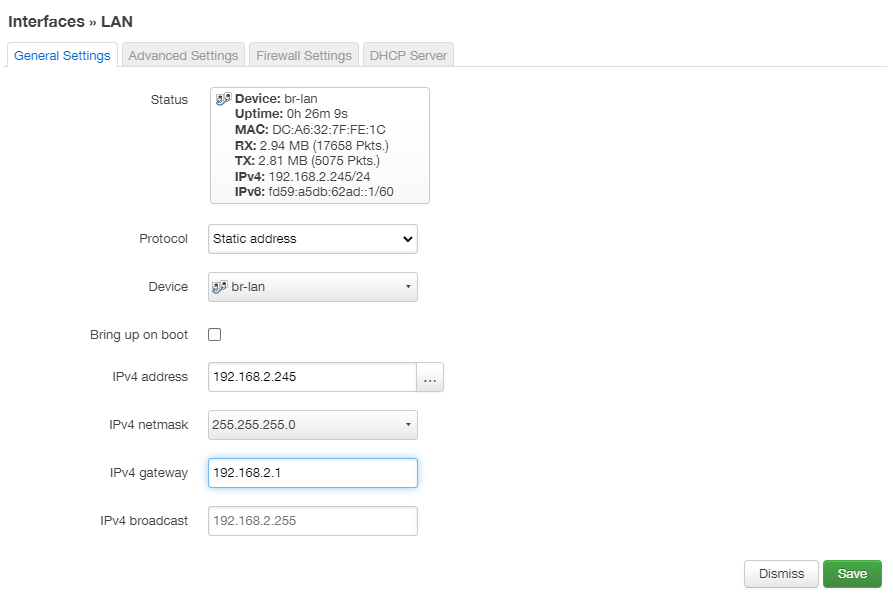 Interfaces » LAN
General Settings Advanced Settings Firewall Settings DHCP Server
Status
Device: br-lan
Uptime: 0h 26m 9s
MAC: DC:A6:32:7F:FE:1C
RX: 2.94 MB (17658 Pkts.)
TX: 2.81 MB (5075 Pkts.)
IPv4: 192.168.2.245/24
IPv6: fd59:a5db:62ad::1/60
Protocol Static address
Device br-lan
Bring up on boot
IPv4 address 192.168.2.245 ...
IPv4 netmask 255.255.255.0
IPv4 gateway 192.168.2.1
IPv4 broadcast 192.168.2.255
Dismiss Save